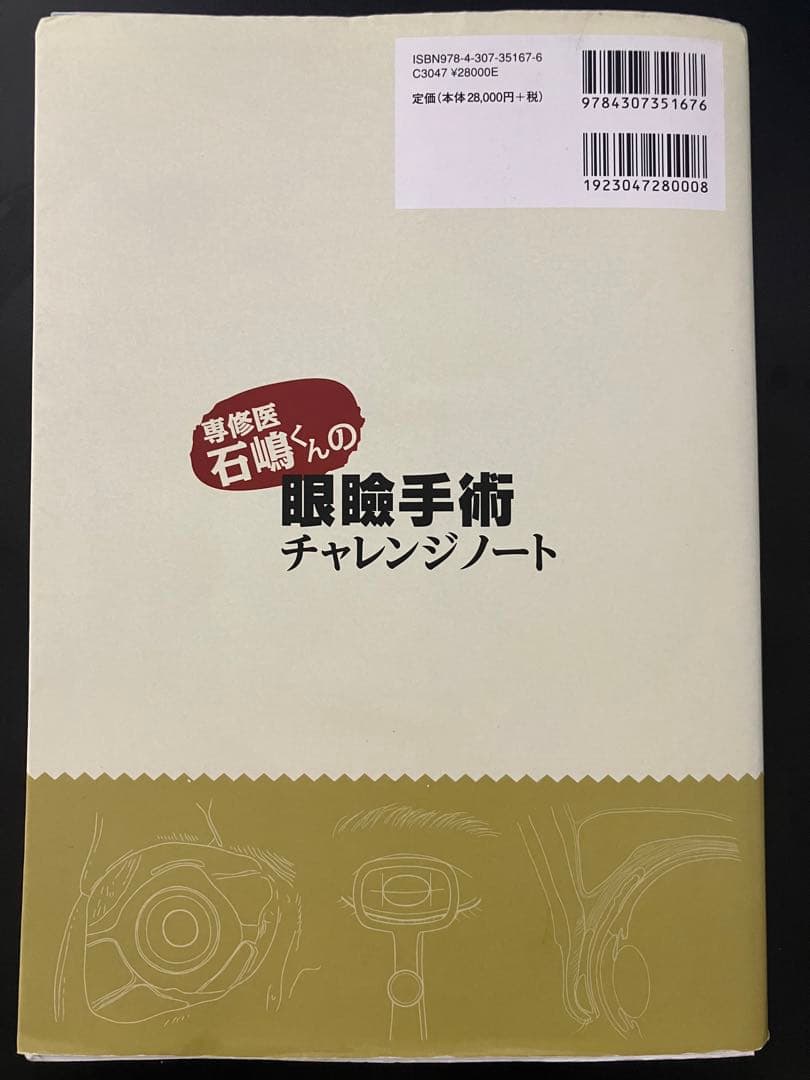 ISBN978-4-307-35167-6
C3047 ¥28000E
定価(本体28,000円+税)
9784307351676
1923047280008
専修医
石嶋くんの
眼瞼手術
チャレンジノート